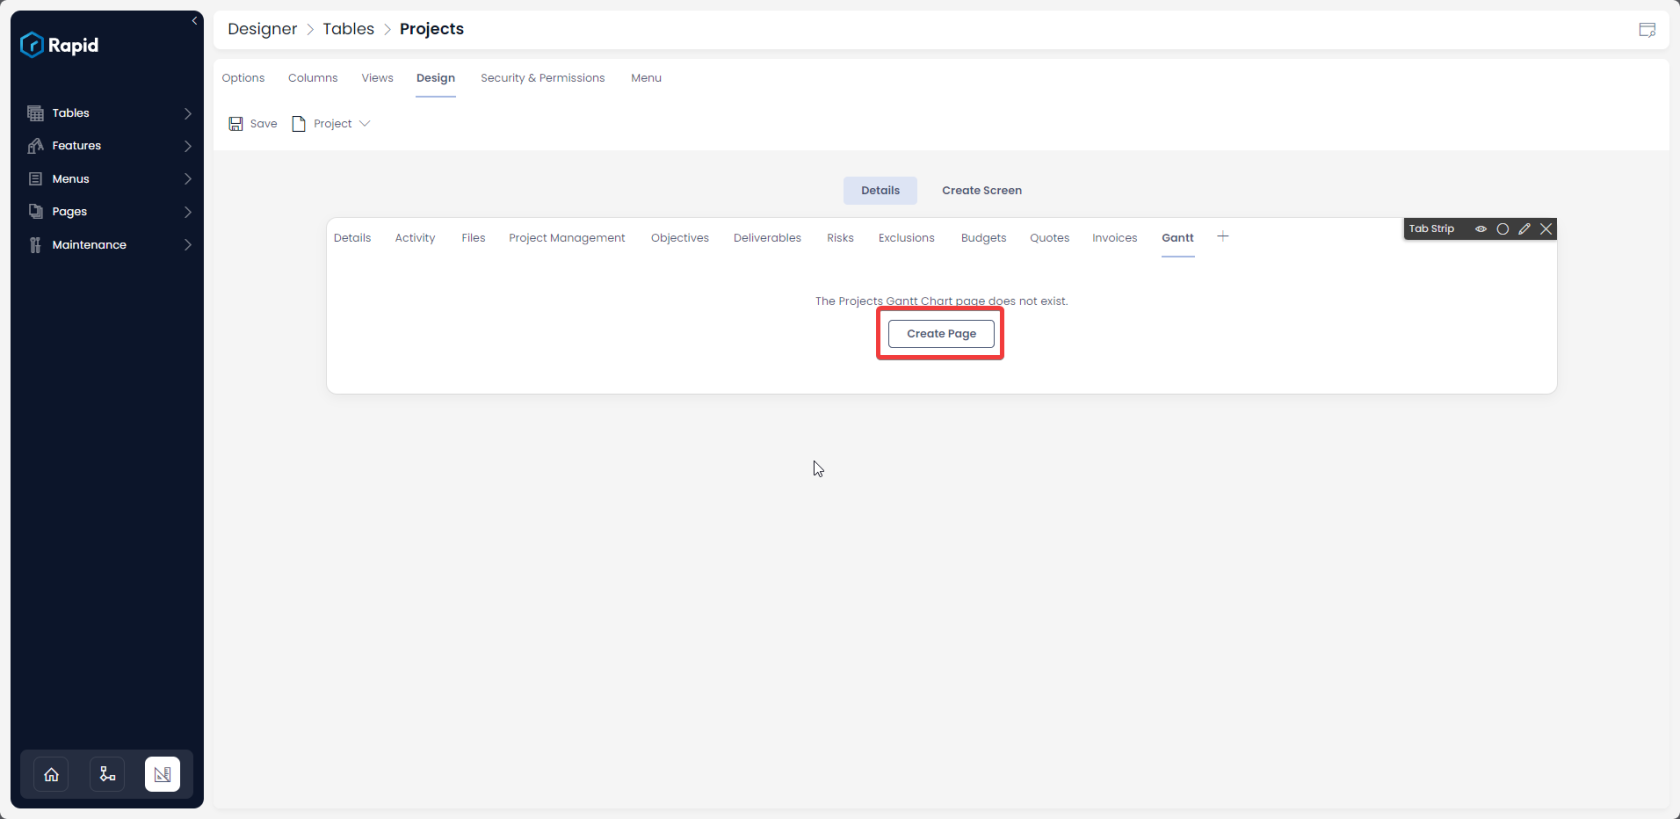 Rapid
Designer > Tables > Projects
Options Columns Views Design Security & Permissions Menu
Save Project
Tables
Features
Menus
Pages
Maintenance
Details Create Screen
Details Activity Files Project Management Objectives Deliverables Risks Exclusions Budgets Quotes Invoices Gantt +
Tab Strip
The Projects Gantt Chart page does not exist.
Create Page